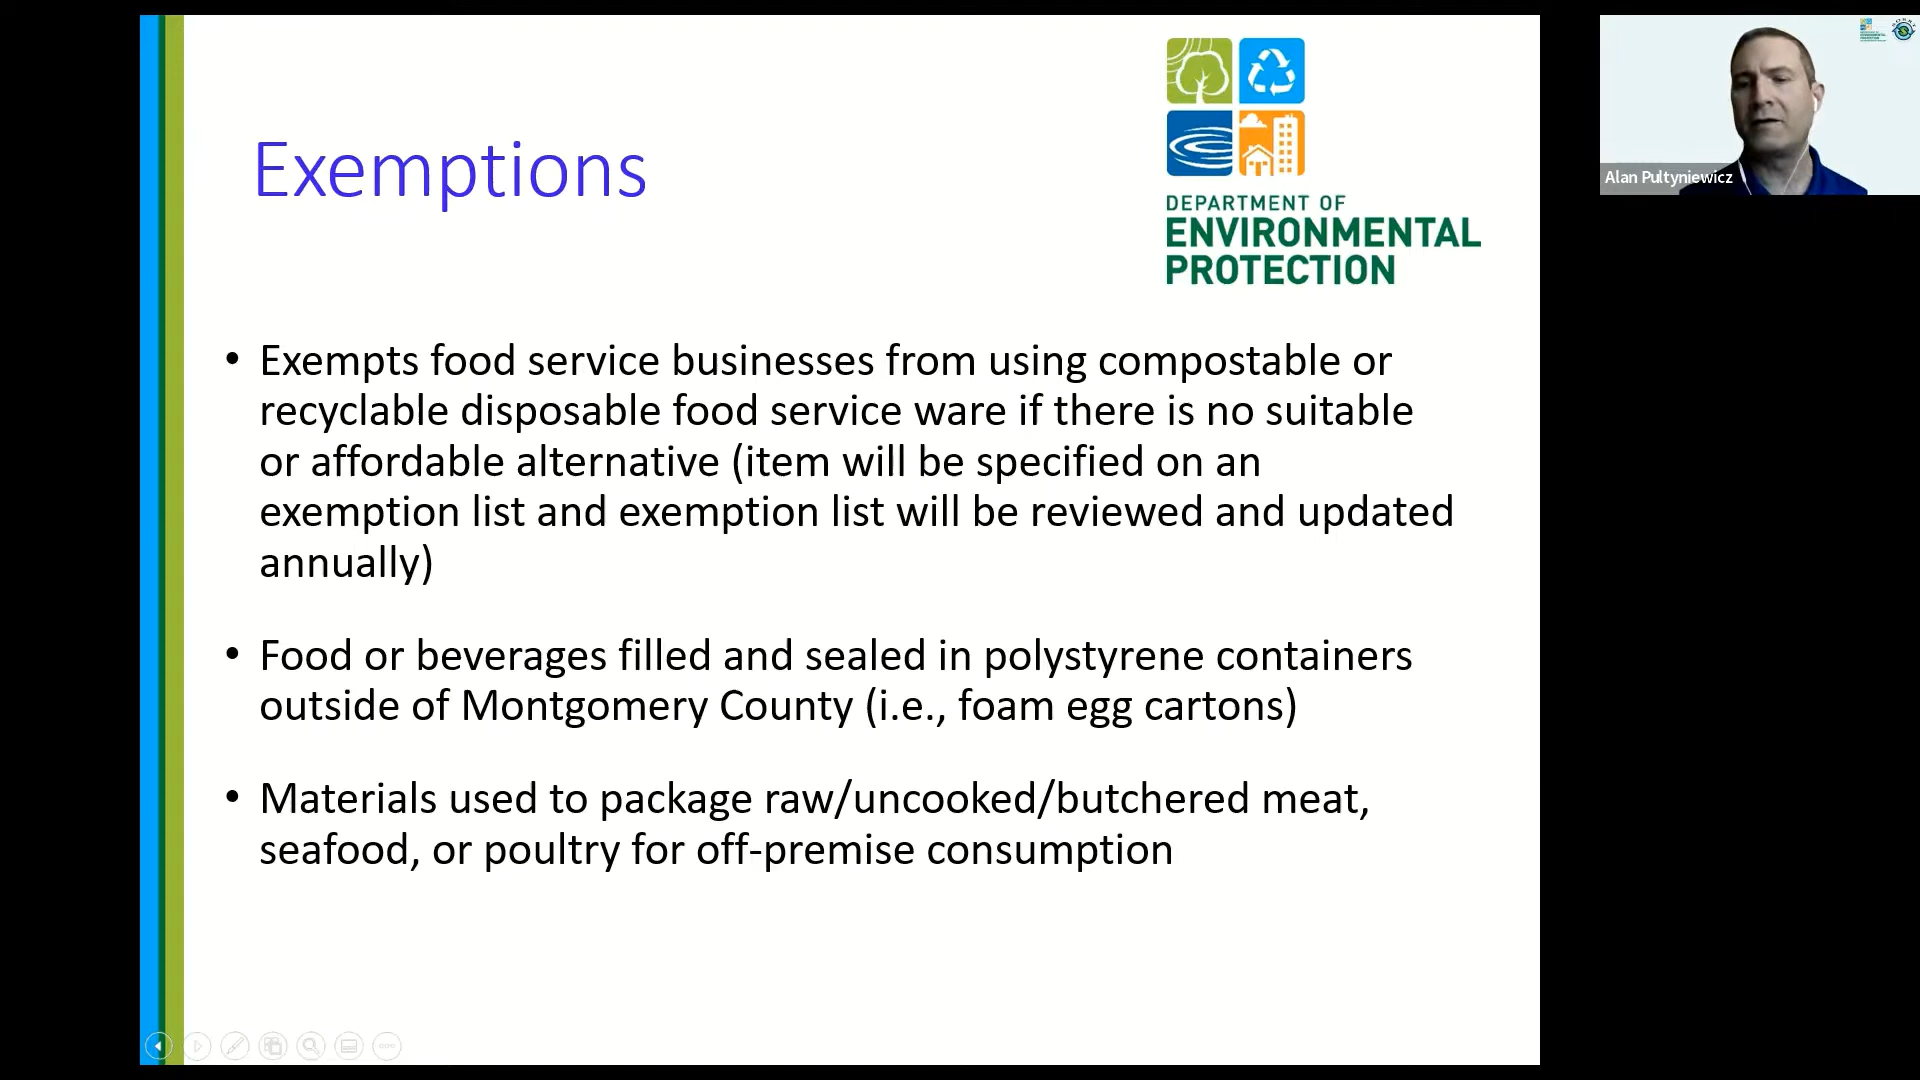 Exemptions
DEPARTMENT OF
ENVIRONMENTAL
PROTECTION
Alan Pultyniewicz
• Exempts food service businesses from using compostable or
recyclable disposable food service ware if there is no suitable
or affordable alternative (item will be specified on an
exemption list and exemption list will be reviewed and updated
annually)
• Food or beverages filled and sealed in polystyrene containers
outside of Montgomery County (i.e., foam egg cartons)
• Materials used to package raw/uncooked/butchered meat,
seafood, or poultry for off-premise consumption